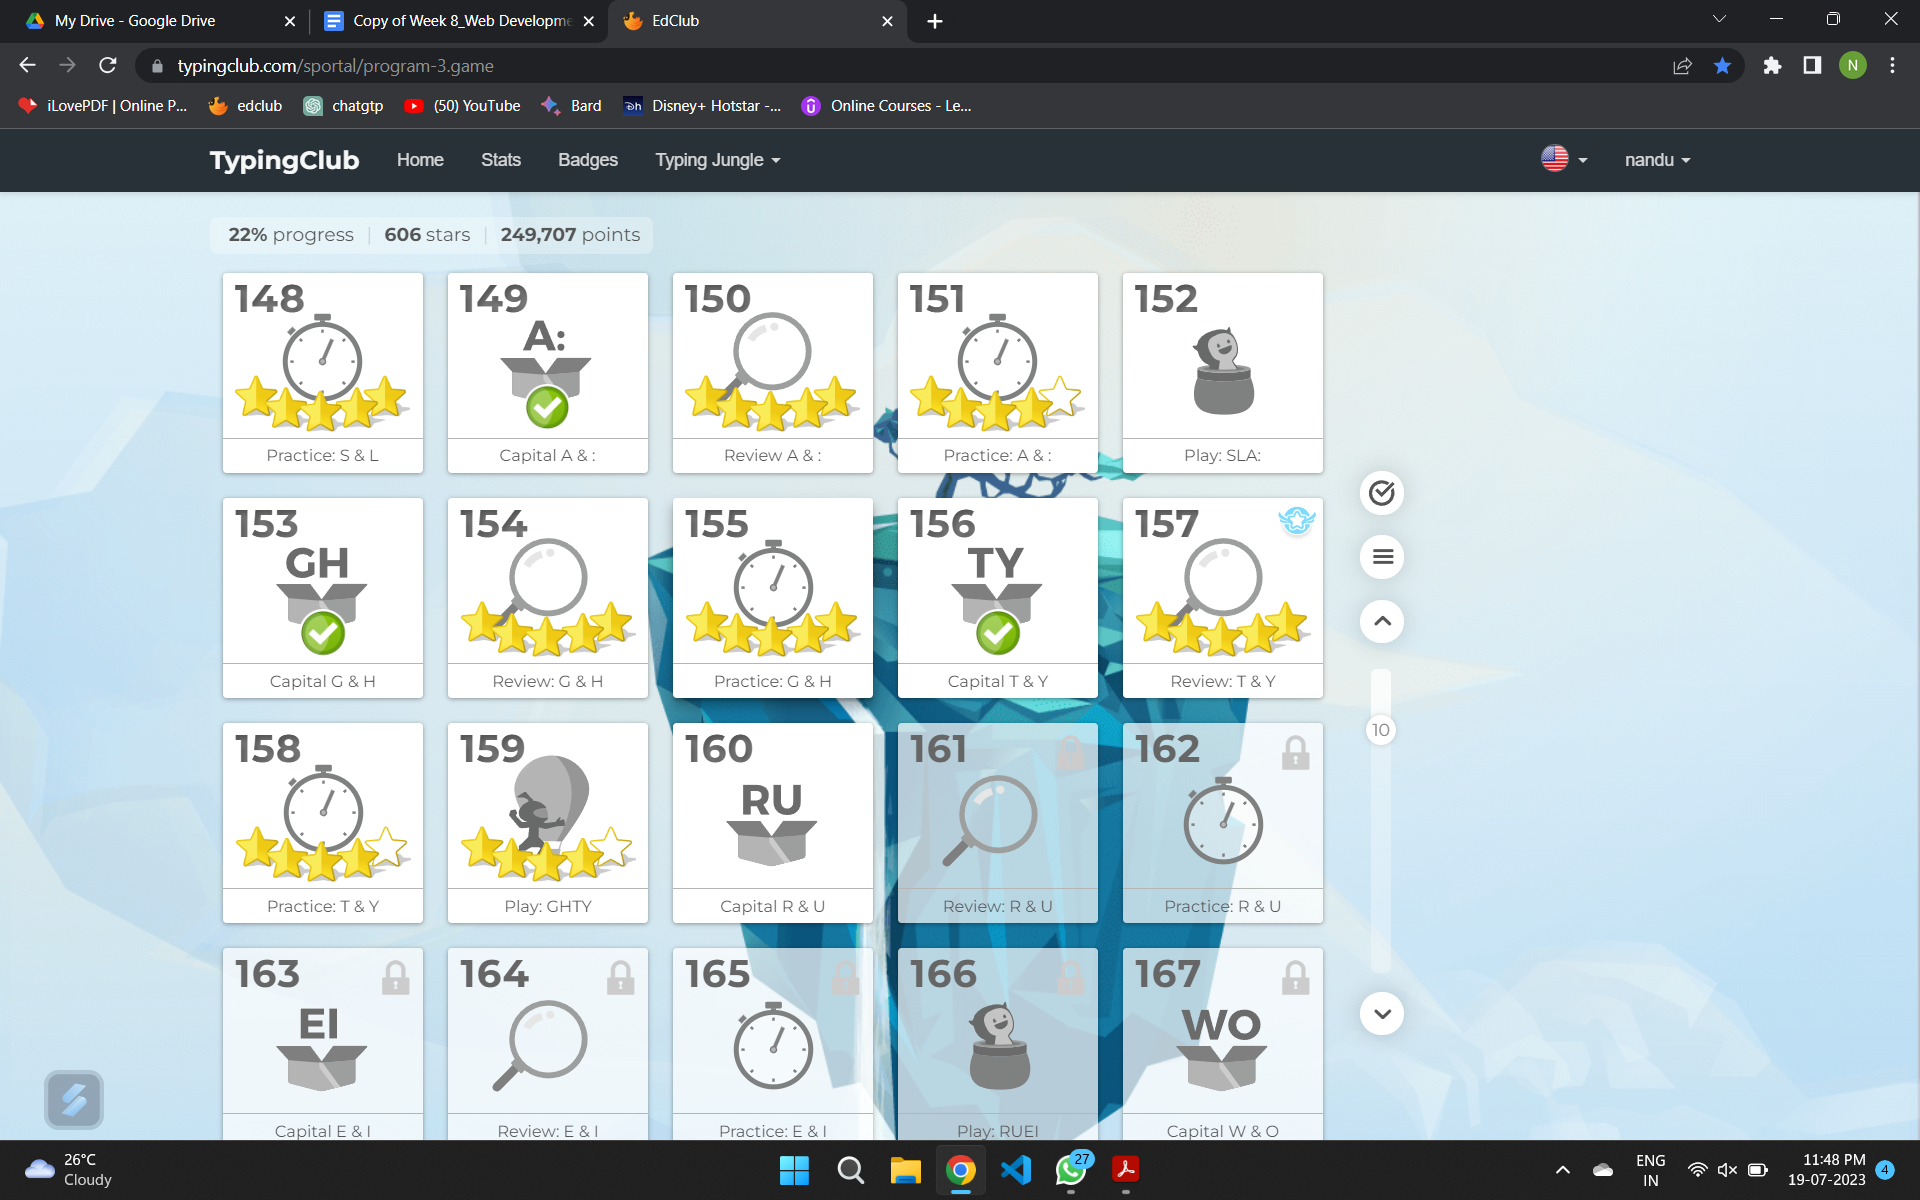 My Drive - Google Drive
Copy of Week 8_Web Developme
EdClub
typingclub.com/sportal/program-3.game
N
iLovePDF | Online P...
edclub
chatgtp
(50) YouTube
Bard
Disney+ Hotstar -...
Online Courses - Le...
TypingClub
Home
Stats
Badges
Typing Jungle
nandu
22% progress
606 stars
249,707 points
148
149
150
151
152
A:
Practice: S & L
Capital A & :
Review A & :
Practice: A & :
Play: SLA:
153
154
155
156
157
GH
TY
Capital G & H
Review: G & H
Practice: G & H
Capital T & Y
Review: T & Y
10
158
159
160
161
162
RU
Practice: T & Y
Play: GHTY
Capital R & U
Review: R & U
Practice: R & U
163
164
165
166
167
EI
WO
Capital E & I
Review: E & I
Practice: E & I
Play: RUEI
Capital W & O
26°C
Cloudy
27
ENG
IN
11:48 PM
19-07-2023
4